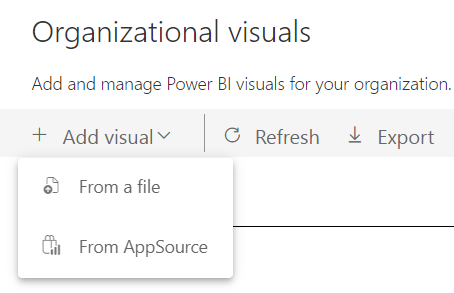 Organizational visuals
Add and manage Power BI visuals for your organization.
Add visual Refresh Export
From a file
From AppSource